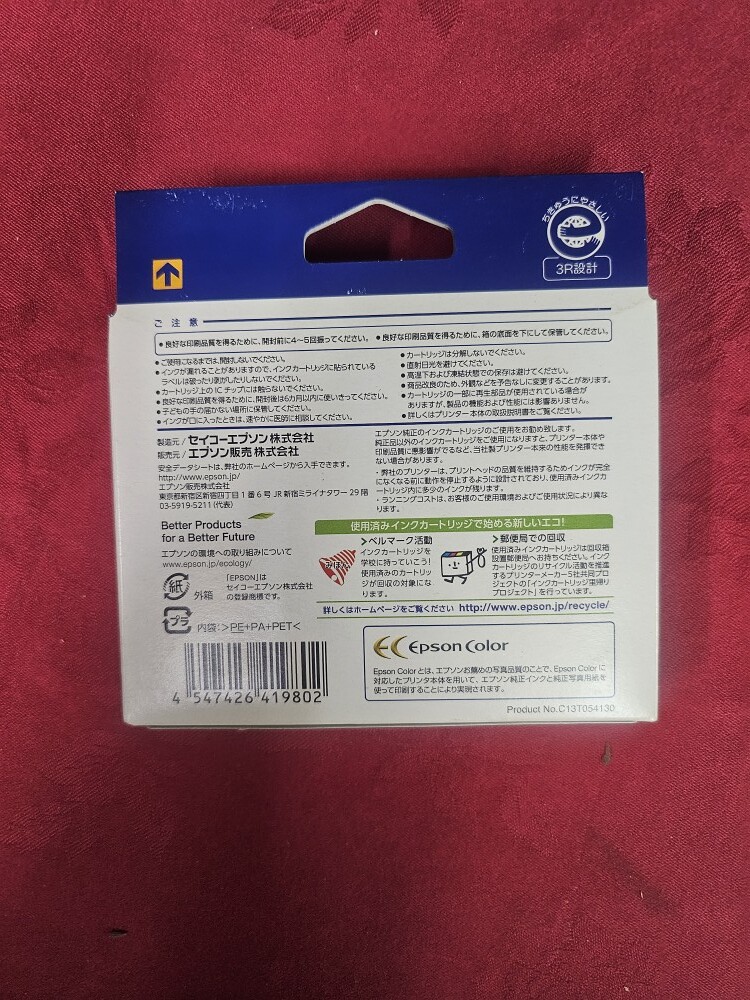 ちきゅうにやさしい
3R設計
ご注意
●良好な印刷品質を得るために、開封前に4～5回振ってください。 ●良好な印刷品質を得るために、箱の底面を下にして保管してください。
●ご使用になるまでは、開封しないでください。
●インクが漏れることがありますので、インクカートリッジに貼られている
ラベルは破ったり剥がしたりしないでください。
●カートリッジ上のICチップには触らないでください。
●良好な印刷品質を得るために、開封後は6カ月以内に使いきってください。
●子どもの手の届かない場所に保管してください。
●インクが口に入ったときは、速やかに医師に相談してください。
●カートリッジは分解しないでください。
●直射日光を避けてください。
●高温下および凍結状態での保存は避けてください。
●商品改良のため、外観などを予告なしに変更することがあります。
●カートリッジの一部に再生部品が使用されている場合が
ありますが、製品の機能および性能には影響ありません。
●詳しくはプリンター本体の取扱説明書をご覧ください。
製造元／セイコーエプソン株式会社
販売元／エプソン販売 株式会社
安全データシートは、弊社のホームページから入手できます。
http://www.epson.jp/
エプソン販売株式会社
東京都新宿区新宿四丁目1番6号 JR新宿ミライナタワー 29階
03-5919-5211(代表)
エプソン純正のインクカートリッジのご使用をお勧め致します。
純正品以外のインクカートリッジをご使用になりますと、プリンター本体や
印刷品質に悪影響がでるなど、当社製プリンター本来の性能を発揮でき
ない場合があります。
・弊社のプリンターは、プリントヘッドの品質を維持するためインクが完全
になくなる前に動作を停止するように設計されており、使用済みインクカ
ートリッジ内に多少のインクが残ります。
・ランニングコストは、お客様のご使用環境およびご使用状況により異な
ります。
Better Products
for a Better Future
エプソンの環境への取り組みについて
www.epson.jp/ecology/
使用済みインクカートリッジで始める新しいエコ!
みほん
>ベルマーク活動
インクカートリッジを
学校に持っていこう!
使用済みのカートリッ
ジが回収の対象にな
ります。
>郵便局での回収
使用済みインクカートリッジは回収箱
設置郵便局へお持ちください。インク
カートリッジのリサイクル活動を推進
するプリンターメーカー5社共同プロ
ジェクトの「インクカートリッジ里帰り
プロジェクト」を行っています。
詳しくはホームページをご覧ください http://www.epson.jp/recycle/
紙
外箱
「EPSON」は
セイコーエプソン株式会社
の登録商標です。
プラ
内袋:>PE+PA+PET<
4 547426 419802
EPSON COLOR
Epson Color とは、エプソンお薦めの写真品質のことで、Epson Color に
対応したプリンタ本体を用いて、エプソン純正インクと純正写真用紙を
使って印刷することにより実現されます。
Product No.C13T054130